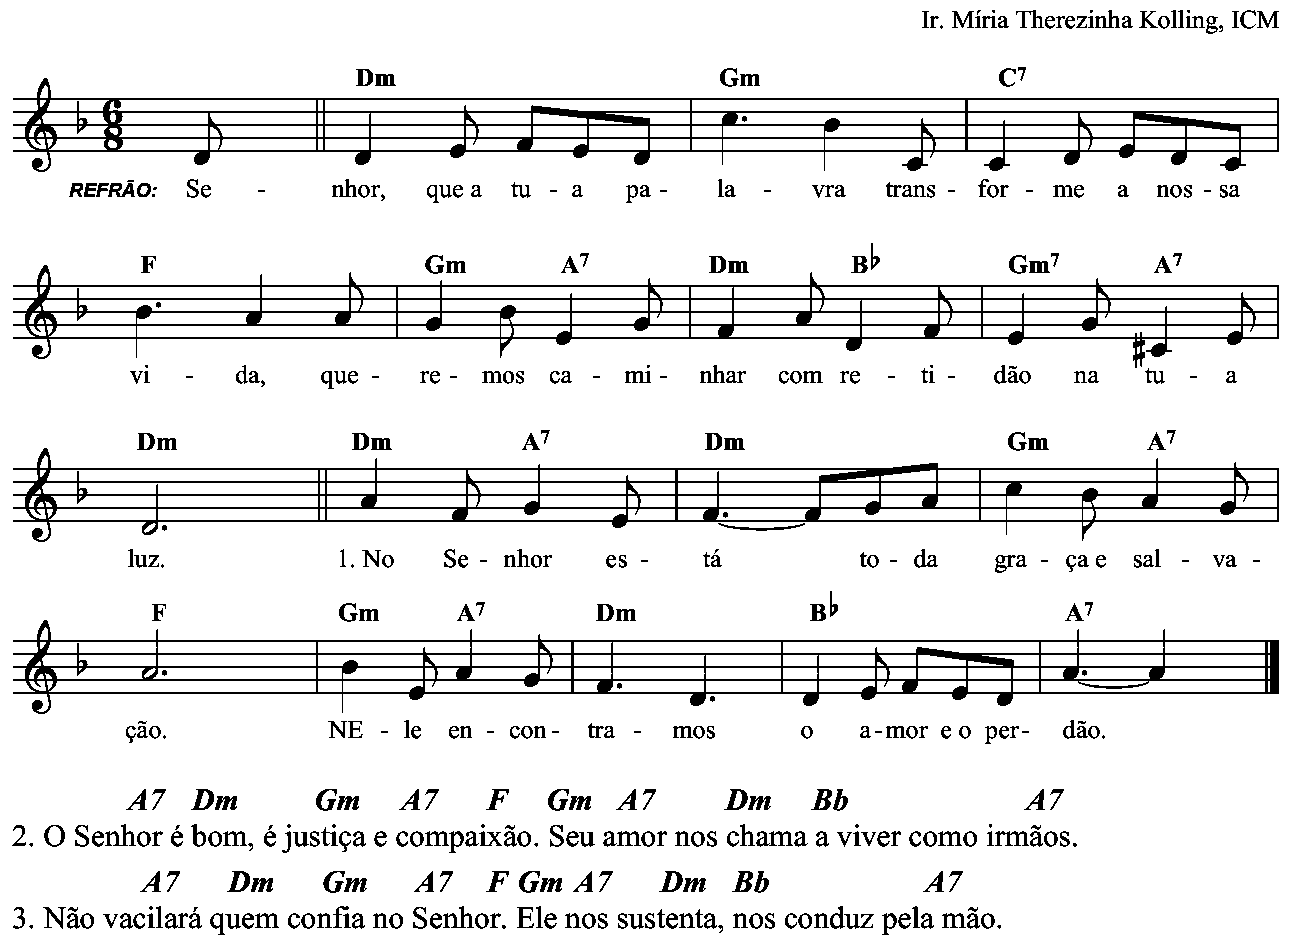 Ir. Míria Therezinha Kolling, ICM
Dm Gm C7
6/8
REFRÃO: Se - nhor, que a tu - a pa- la - vra trans- for- me a nos-sa
F Gm A7 Dm B♭ Gm7 A7
vi - da, que- re- mos ca- mi- nhar com re - ti- dão na tu - a
Dm Dm A7 Dm Gm A7
luz. 1. No Se - nhor es - tá to - da gra- ça e sal - va-
F Gm A7 Dm B♭ A7
ção. NE - le en - con- tra - mos o a-mor e o per- dão.
A7 Dm Gm A7 F Gm A7 Dm Bb A7
2. O Senhor é bom, é justiça e compaixão. Seu amor nos chama a viver como irmãos.
A7 Dm Gm A7 F Gm A7 Dm Bb A7
3. Não vacilará quem confia no Senhor. Ele nos sustenta, nos conduz pela mão.